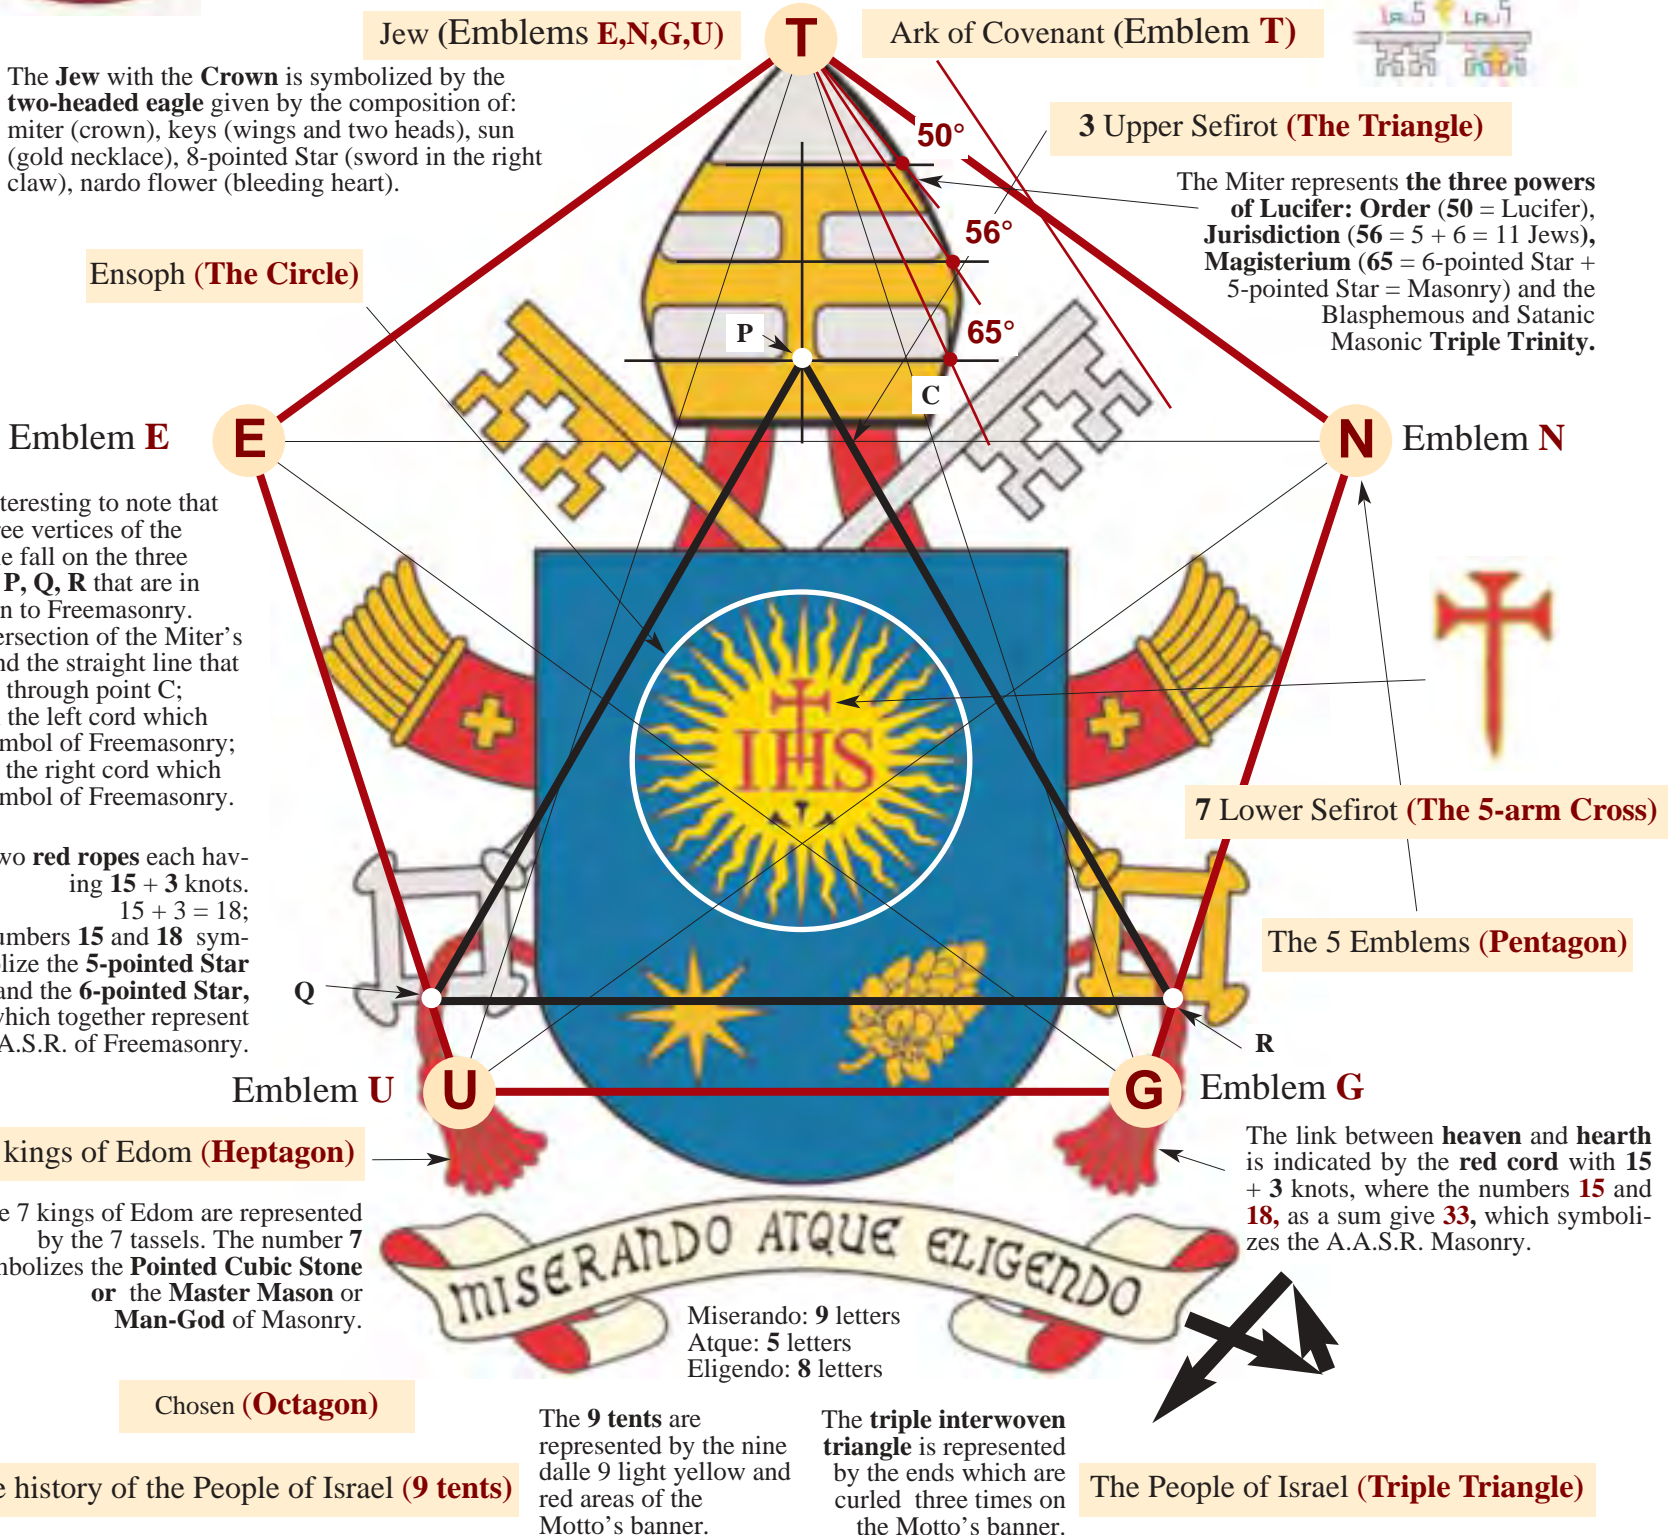 Jew (Emblems E,N,G,U)
T
Ark of Covenant (Emblem T)
The Jew with the Crown is symbolized by the
two-headed eagle given by the composition of:
miter (crown), keys (wings and two heads), sun
(gold necklace), 8-pointed Star (sword in the right
claw), nardo flower (bleeding heart).
50°
3 Upper Sefirot (The Triangle)
The Miter represents the three powers
of Lucifer: Order (50 = Lucifer),
Jurisdiction (56 = 5 + 6 = 11 Jews),
Magisterium (65 = 6-pointed Star +
5-pointed Star = Masonry) and the
Blasphemous and Satanic
Masonic Triple Trinity.
56°
Ensoph (The Circle)
65°
P
C
Emblem E
E
N
Emblem N
teresting to note that
ree vertices of the
e fall on the three
P, Q, R that are in
n to Freemasonry.
ersection of the Miter's
nd the straight line that
through point C;
the left cord which
mbol of Freemasonry;
the right cord which
mbol of Freemasonry.
IHS
7 Lower Sefirot (The 5-arm Cross)
wo red ropes each hav-
ing 15 + 3 knots.
15 + 3 = 18;
umbers 15 and 18 sym-
lize the 5-pointed Star
and the 6-pointed Star,
which together represent
A.S.R. of Freemasonry.
The 5 Emblems (Pentagon)
Q
R
Emblem U
U
G
Emblem G
kings of Edom (Heptagon)
The link between heaven and hearth
is indicated by the red cord with 15
+ 3 knots, where the numbers 15 and
18, as a sum give 33, which symboli-
zes the A.A.S.R. Masonry.
e 7 kings of Edom are represented
by the 7 tassels. The number 7
mbolizes the Pointed Cubic Stone
or the Master Mason or
Man-God of Masonry.
MISERANDO ATQUE ELIGENDO
Miserando: 9 letters
Atque: 5 letters
Eligendo: 8 letters
Chosen (Octagon)
The 9 tents are
represented by the nine
dalle 9 light yellow and
red areas of the
Motto's banner.
The triple interwoven
triangle is represented
by the ends which are
curled three times on
the Motto's banner.
e history of the People of Israel (9 tents)
The People of Israel (Triple Triangle)